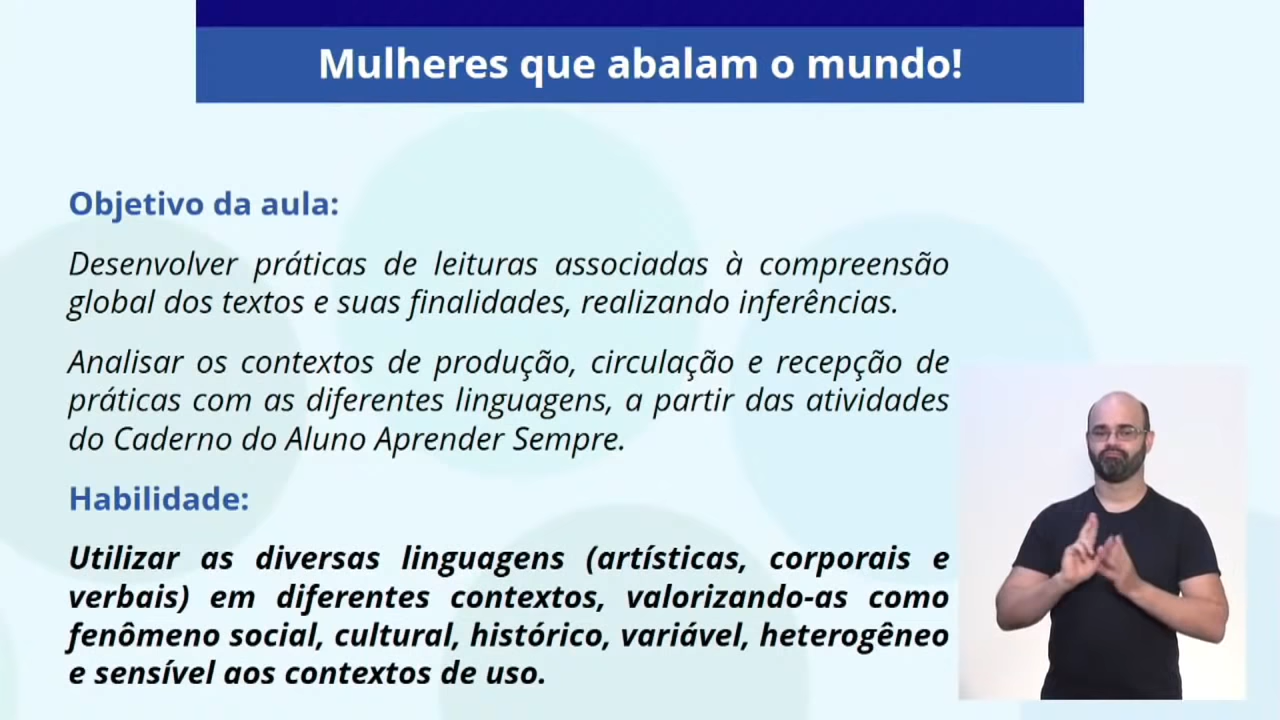 Mulheres que abalam o mundo!
Objetivo da aula:
Desenvolver práticas de leituras associadas à compreensão
global dos textos e suas finalidades, realizando inferências.
Analisar os contextos de produção, circulação e recepção de
práticas com as diferentes linguagens, a partir das atividades
do Caderno do Aluno Aprender Sempre.
Habilidade:
Utilizar as diversas linguagens (artísticas, corporais e
verbais) em diferentes contextos, valorizando-as como
fenômeno social, cultural, histórico, variável, heterogêneo
e sensível aos contextos de uso.